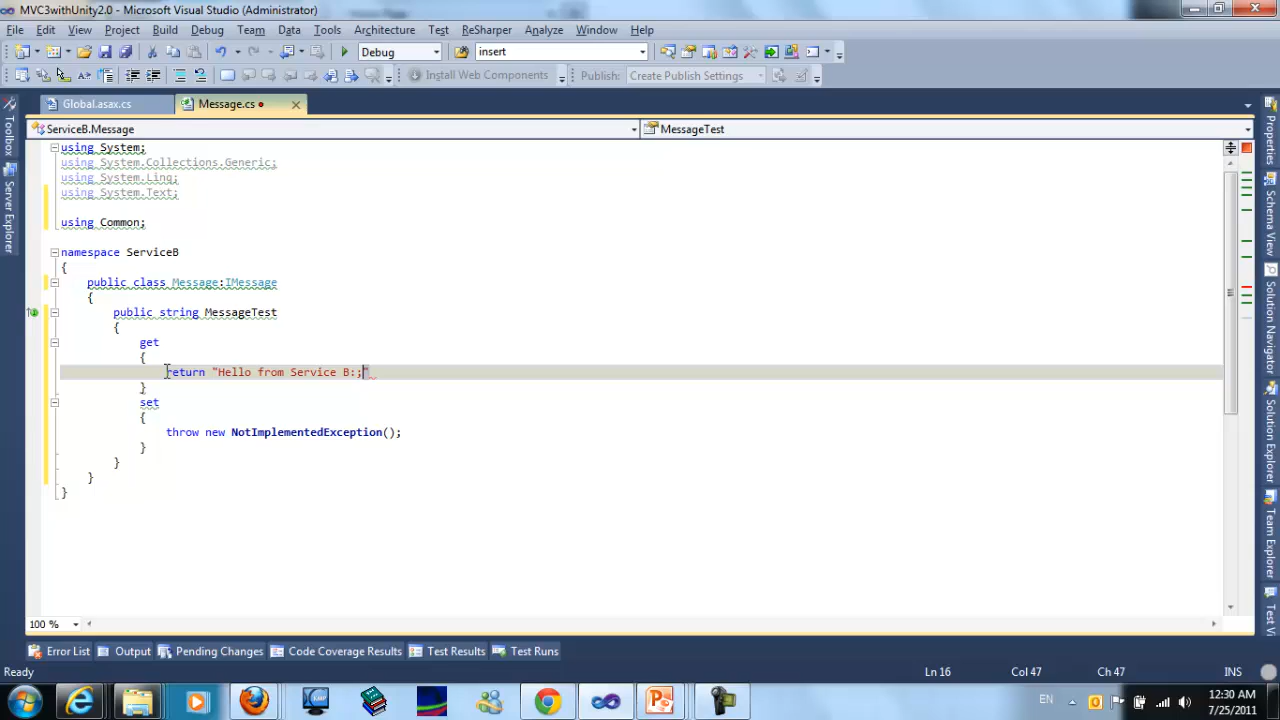 MVC3withUnity2.0 - Microsoft Visual Studio (Administrator)
File Edit View Project Build Debug Team Data Tools Architecture Test ReSharper Analyze Window Help
Debug insert
Install Web Components Publish: Create Publish Settings
Global.asax.cs Message.cs
ServiceB.Message MessageTest
using System;
using System.Collections.Generic;
using System.Linq;
using System.Text;
using Common;
namespace ServiceB
{
public class Message:IMessage
{
public string MessageTest
{
get
{
return "Hello from Service B:;"
}
set
{
throw new NotImplementedException();
}
}
}
}
100 %
Error List Output Pending Changes Code Coverage Results Test Results Test Runs
Ready Ln 16 Col 47 Ch 47 INS
EN 12:30 AM
7/25/2011
Toolbox
Server Explorer
Properties
Schema View
Solution Navigator
Solution Explorer
Team Explorer